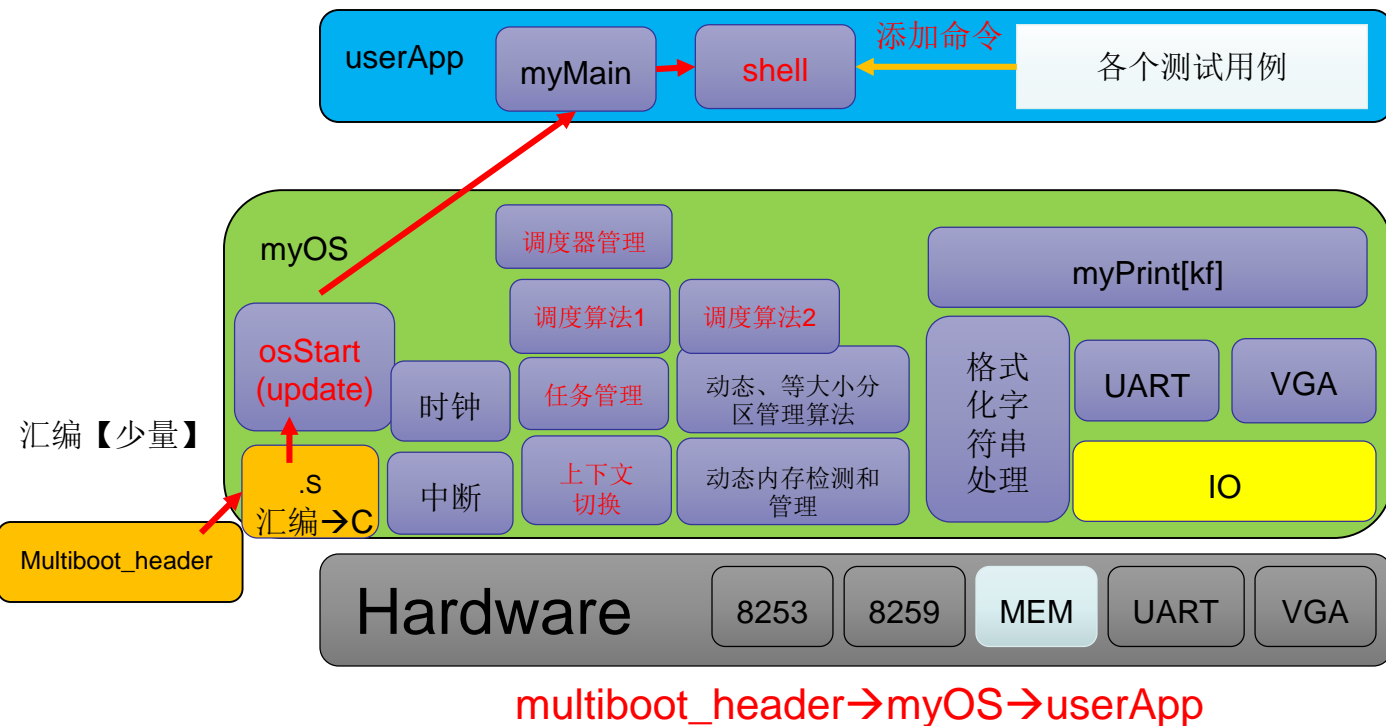 userApp
myMain
shell
添加命令
各个测试用例
myOS
调度器管理
myPrint[kf]
调度算法1
调度算法2
osStart
(update)
时钟
任务管理
动态、等大小分
区管理算法
格式
化字
符串
处理
UART
VGA
汇编【少量】
.S
汇编→C
中断
上下文
切换
动态内存检测和
管理
IO
Multiboot_header
Hardware
8253
8259
MEM
UART
VGA
multiboot_header→myOS→userApp